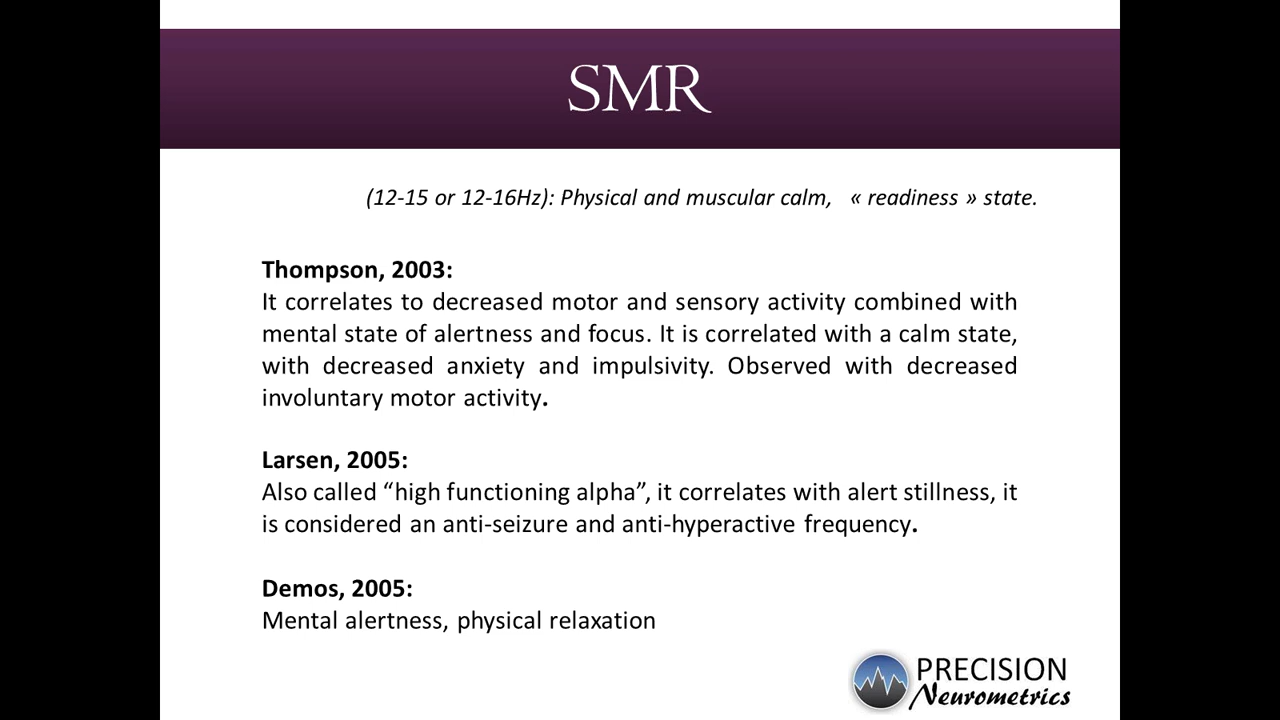 SMR
(12-15 or 12-16Hz): Physical and muscular calm, « readiness » state.
Thompson, 2003:
It correlates to decreased motor and sensory activity combined with
mental state of alertness and focus. It is correlated with a calm state,
with decreased anxiety and impulsivity. Observed with decreased
involuntary motor activity.
Larsen, 2005:
Also called “high functioning alpha”, it correlates with alert stillness, it
is considered an anti-seizure and anti-hyperactive frequency.
Demos, 2005:
Mental alertness, physical relaxation
PRECISION
Neurometrics